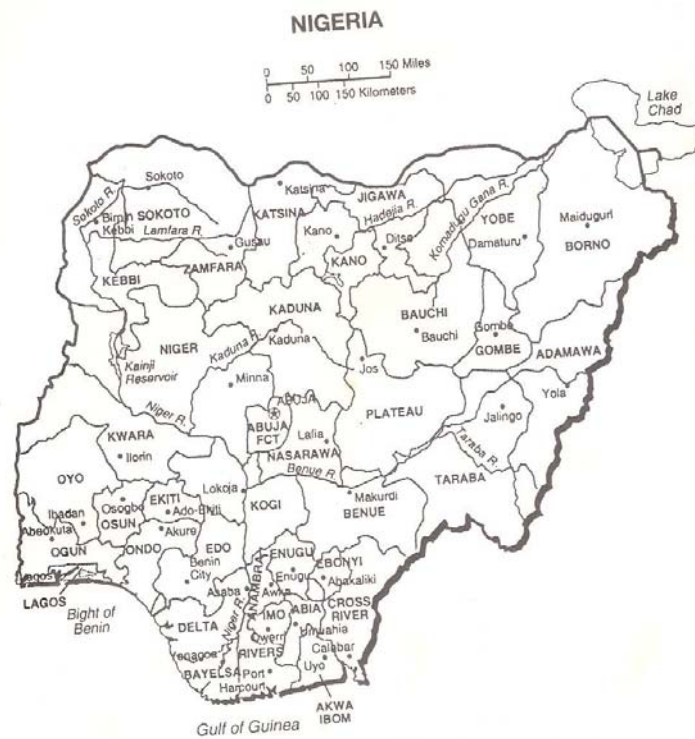 NIGERIA
0 50 100 150 Miles
0 50 100 150 Kilometers
Lake
Chad
Sokoto
Katsina
JIGAWA
Sokoto R.
Birnin
Kebbi
SOKOTO
KATSINA
Hadejia R.
Komadugu Gana R.
YOBE
Maiduguri
Lamfara R.
Kano
Damaturu
BORNO
Gusau
KANO
Ditse
ZAMFARA
KEBBI
KADUNA
BAUCHI
NIGER
Kaduna R.
Kaduna
Bauchi
Gombe
GOMBE
ADAMAWA
Kainji
Reservoir
Jos
Minna
Yola
ABUJA
Niger R.
ABUJA
FCT
PLATEAU
Jalingo
KWARA
Ilorin
Lafia
NASARAWA
Taraba R.
OYO
Benue R.
TARABA
Lokoja
KOGI
Makurdi
BENUE
EKITI
Osogbo
OSUN
Ado-Ekiti
Ibadan
Abeokuta
Akure
OGUN
ONDO
EDO
ENUGU
EBONYI
Benin
City
Enugu
Abakaliki
Lagos
Asaba
ANAMBRA
Awka
LAGOS
Bight of
Benin
IMO
ABIA
CROSS
RIVER
DELTA
Niger R.
Owerri
Umuahia
Yenagoa
RIVERS
Calabar
BAYELSA
Port
Harcourt
Uyo
AKWA
IBOM
Gulf of Guinea